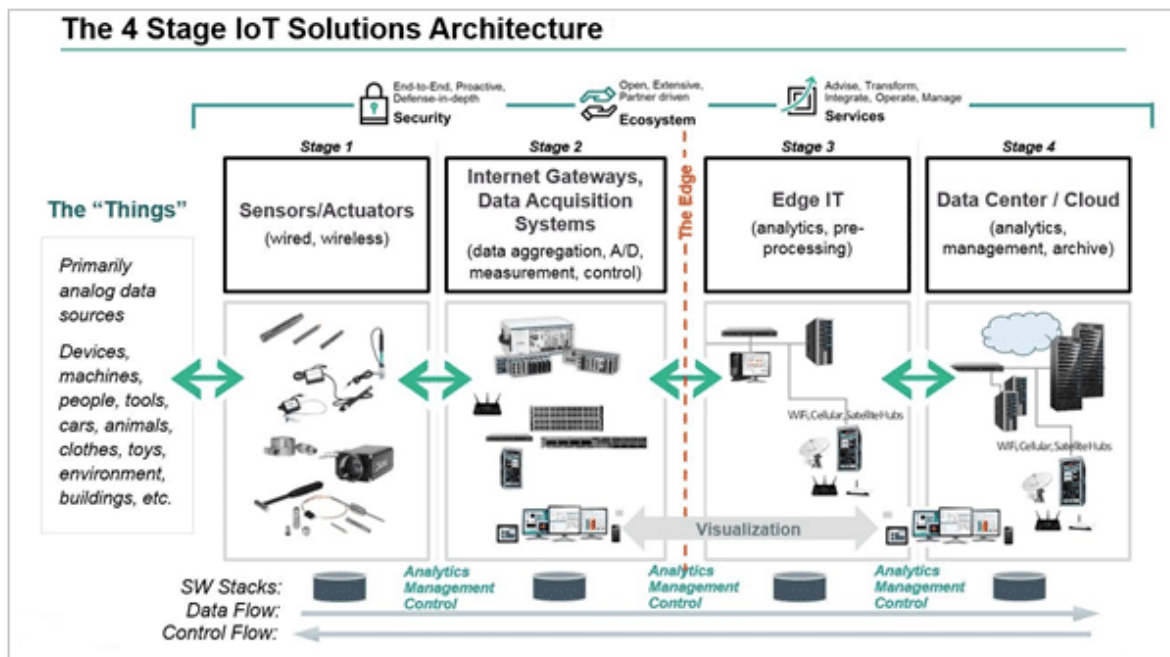 The 4 Stage IoT Solutions Architecture
End-to-End, Proactive,
Defense-in-depth
Security
Open, Extensive,
Partner driven
Ecosystem
Advise, Transform,
Integrate, Operate, Manage
Services
Stage 1
Stage 2
Stage 3
Stage 4
The "Things"
Primarily
analog data
sources
Devices,
machines,
people, tools,
cars, animals,
clothes, toys,
environment,
buildings, etc.
Sensors/Actuators
(wired, wireless)
Internet Gateways,
Data Acquisition
Systems
(data aggregation, A/D,
measurement, control)
The Edge
Edge IT
(analytics, pre-
processing)
Data Center / Cloud
(analytics,
management, archive)
WiFi, Cellular, Satellite Hubs
WiFi, Cellular, Satellite Hubs
Visualization
SW Stacks:
Analytics
Management
Control
Analytics
Management
Control
Analytics
Management
Control
Data Flow:
Control Flow: